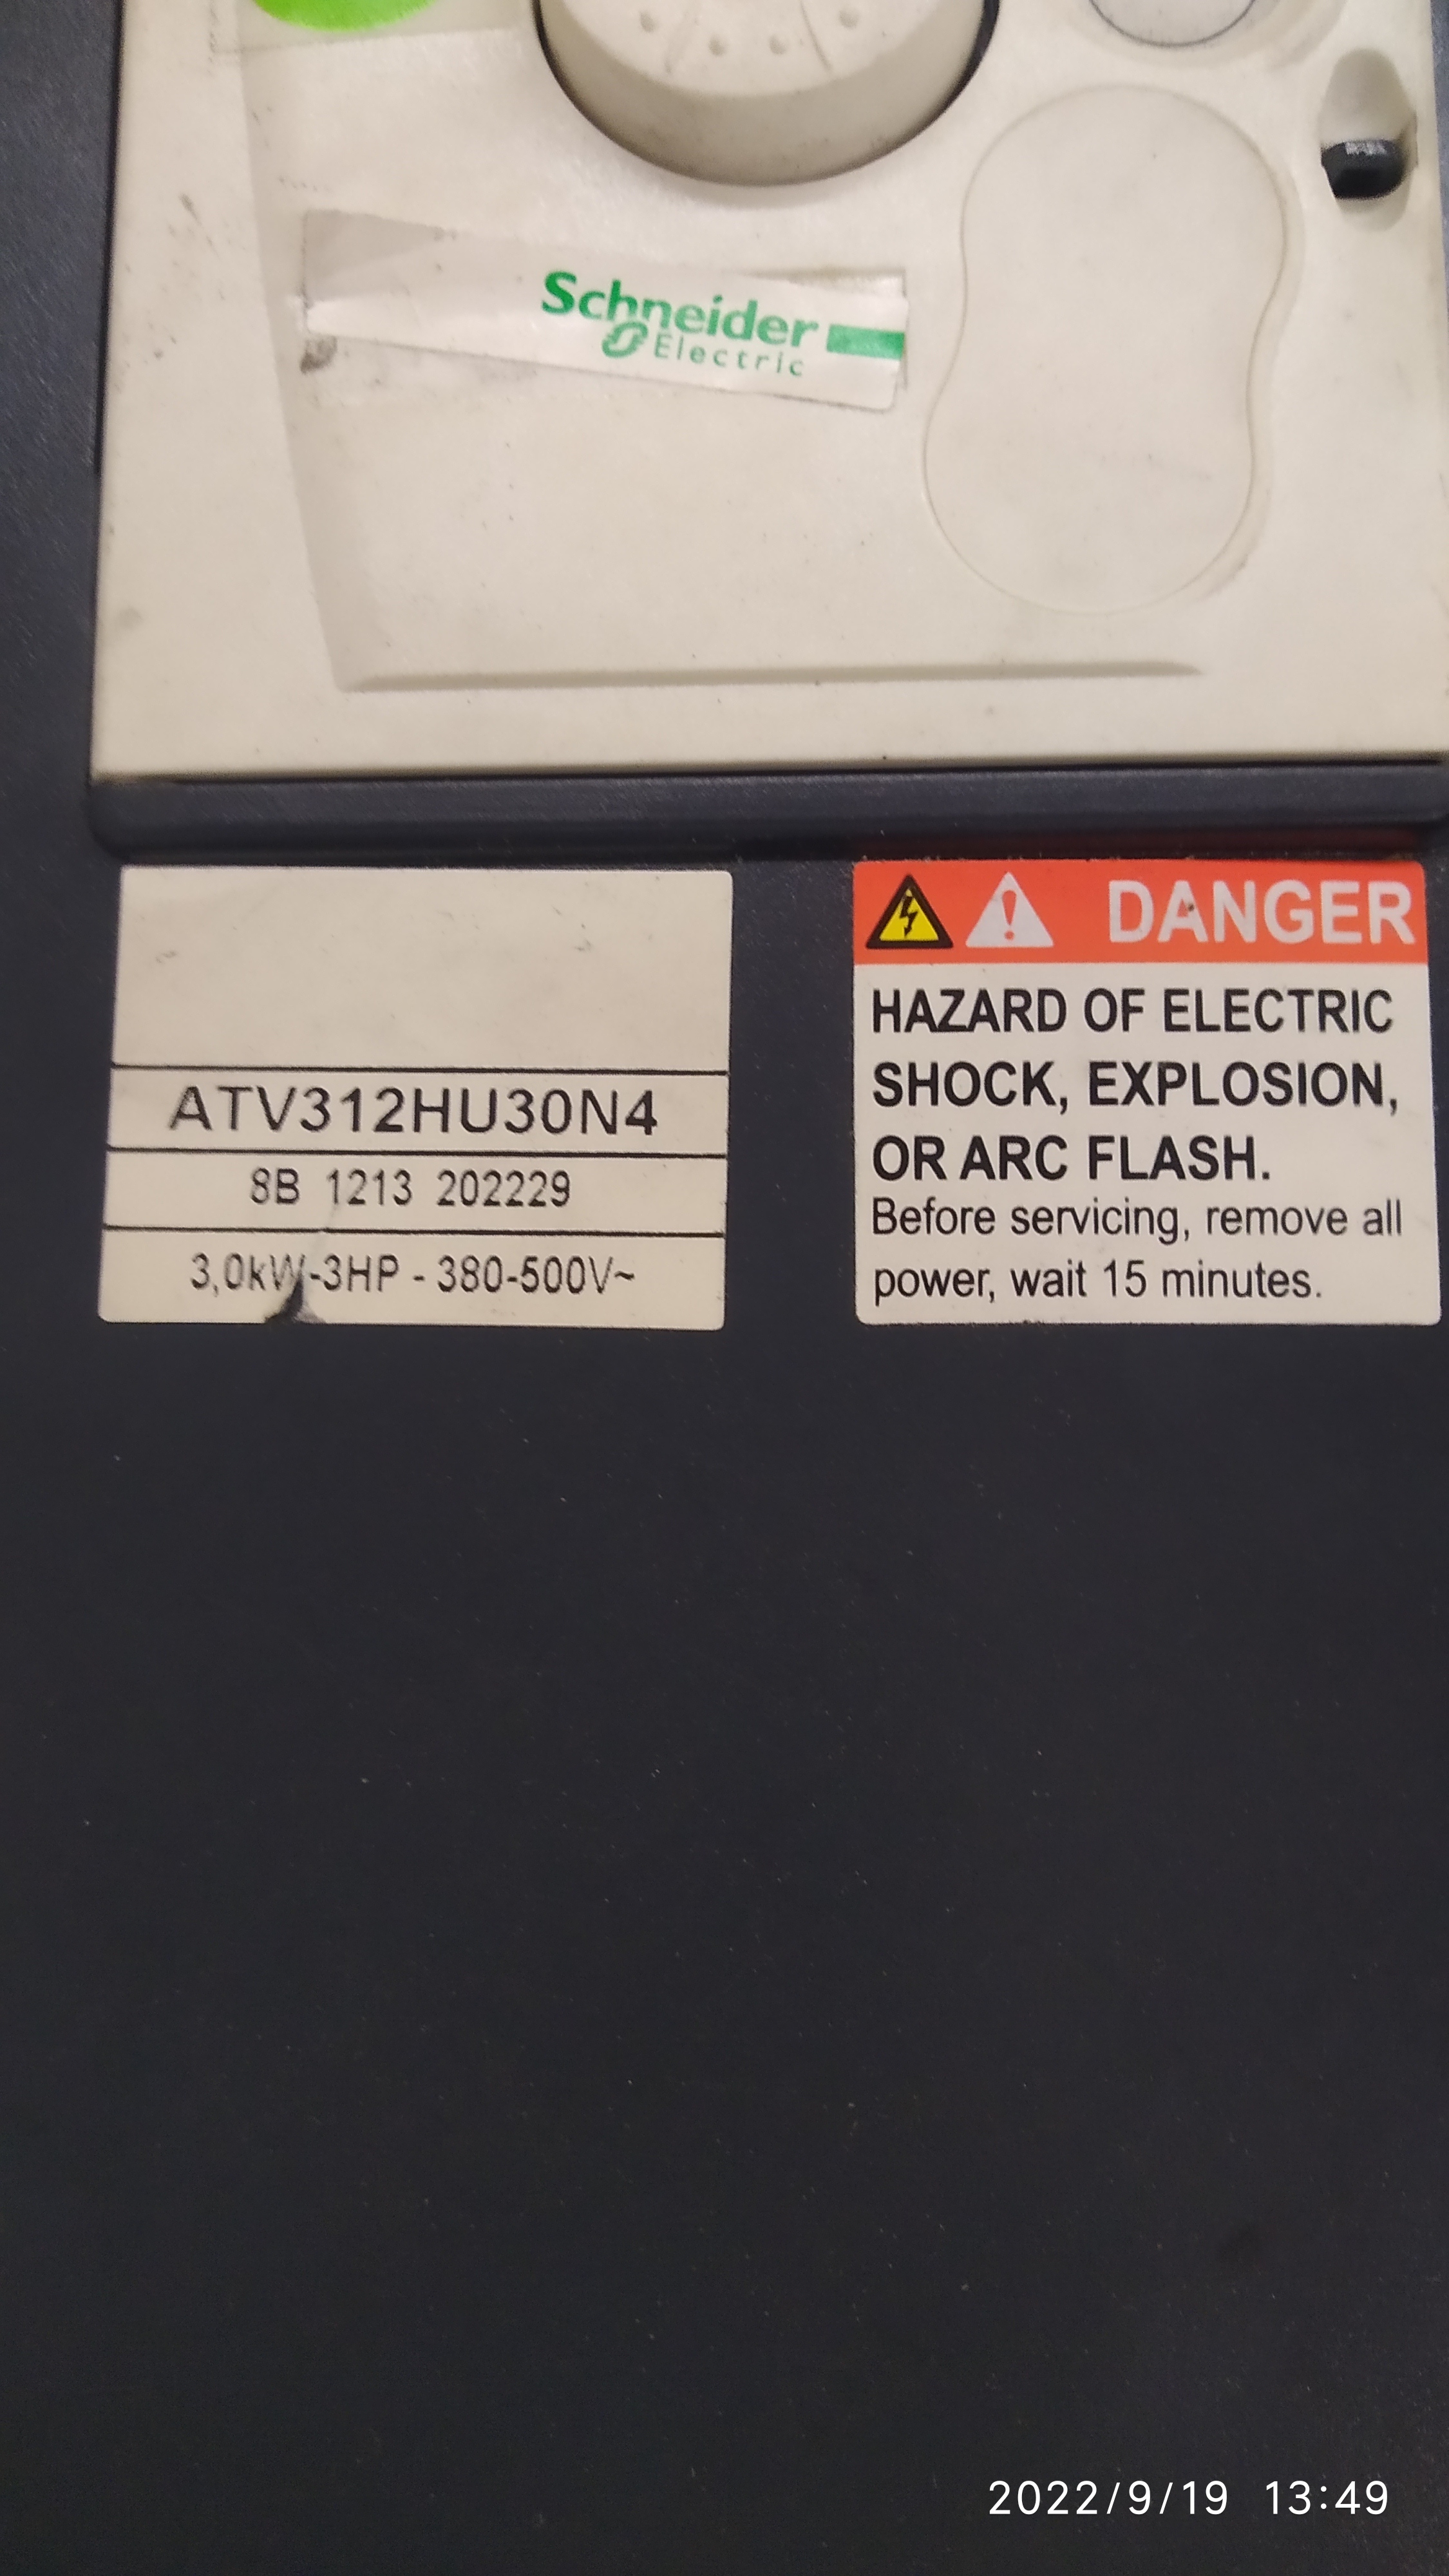 Schneider
Electric
ATV312HU30N4
8B 1213 202229
3,0kW-3HP - 380-500V~
DANGER
HAZARD OF ELECTRIC
SHOCK, EXPLOSION,
OR ARC FLASH.
Before servicing, remove all
power, wait 15 minutes.
2022/9/19 13:49